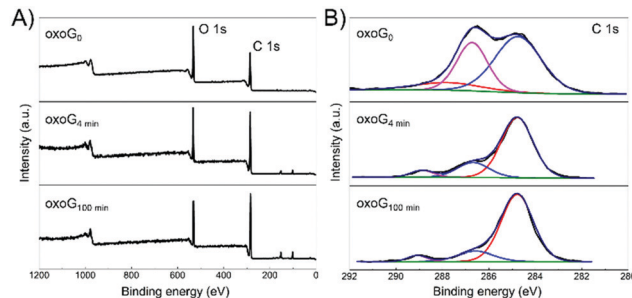 A)
oxoG0
O 1s
C 1s
oxoG4 min
oxoG100 min
Intensity (a.u.)
1200 1000 800 600 400 200 0
Binding energy (eV)
B)
oxoG0
C 1s
oxoG4 min
oxoG100 min
Intensity (a.u.)
292 290 288 286 284 282 280
Binding energy (eV)